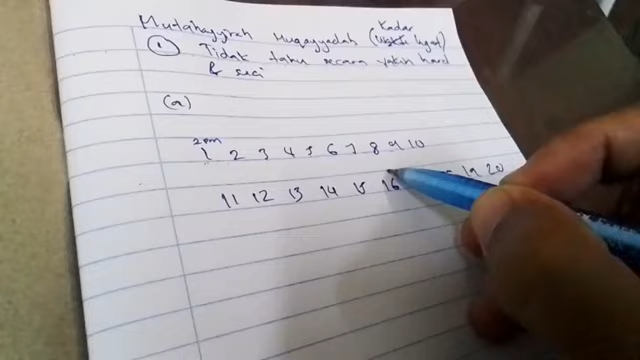 Mutahayyirah Muqayyadah (Kadar
① Tidak tahu secara yakin haid
& suci
(a)
1 2 3 4 5 6 7 8 9 10
11 12 13 14 15 16 19 20